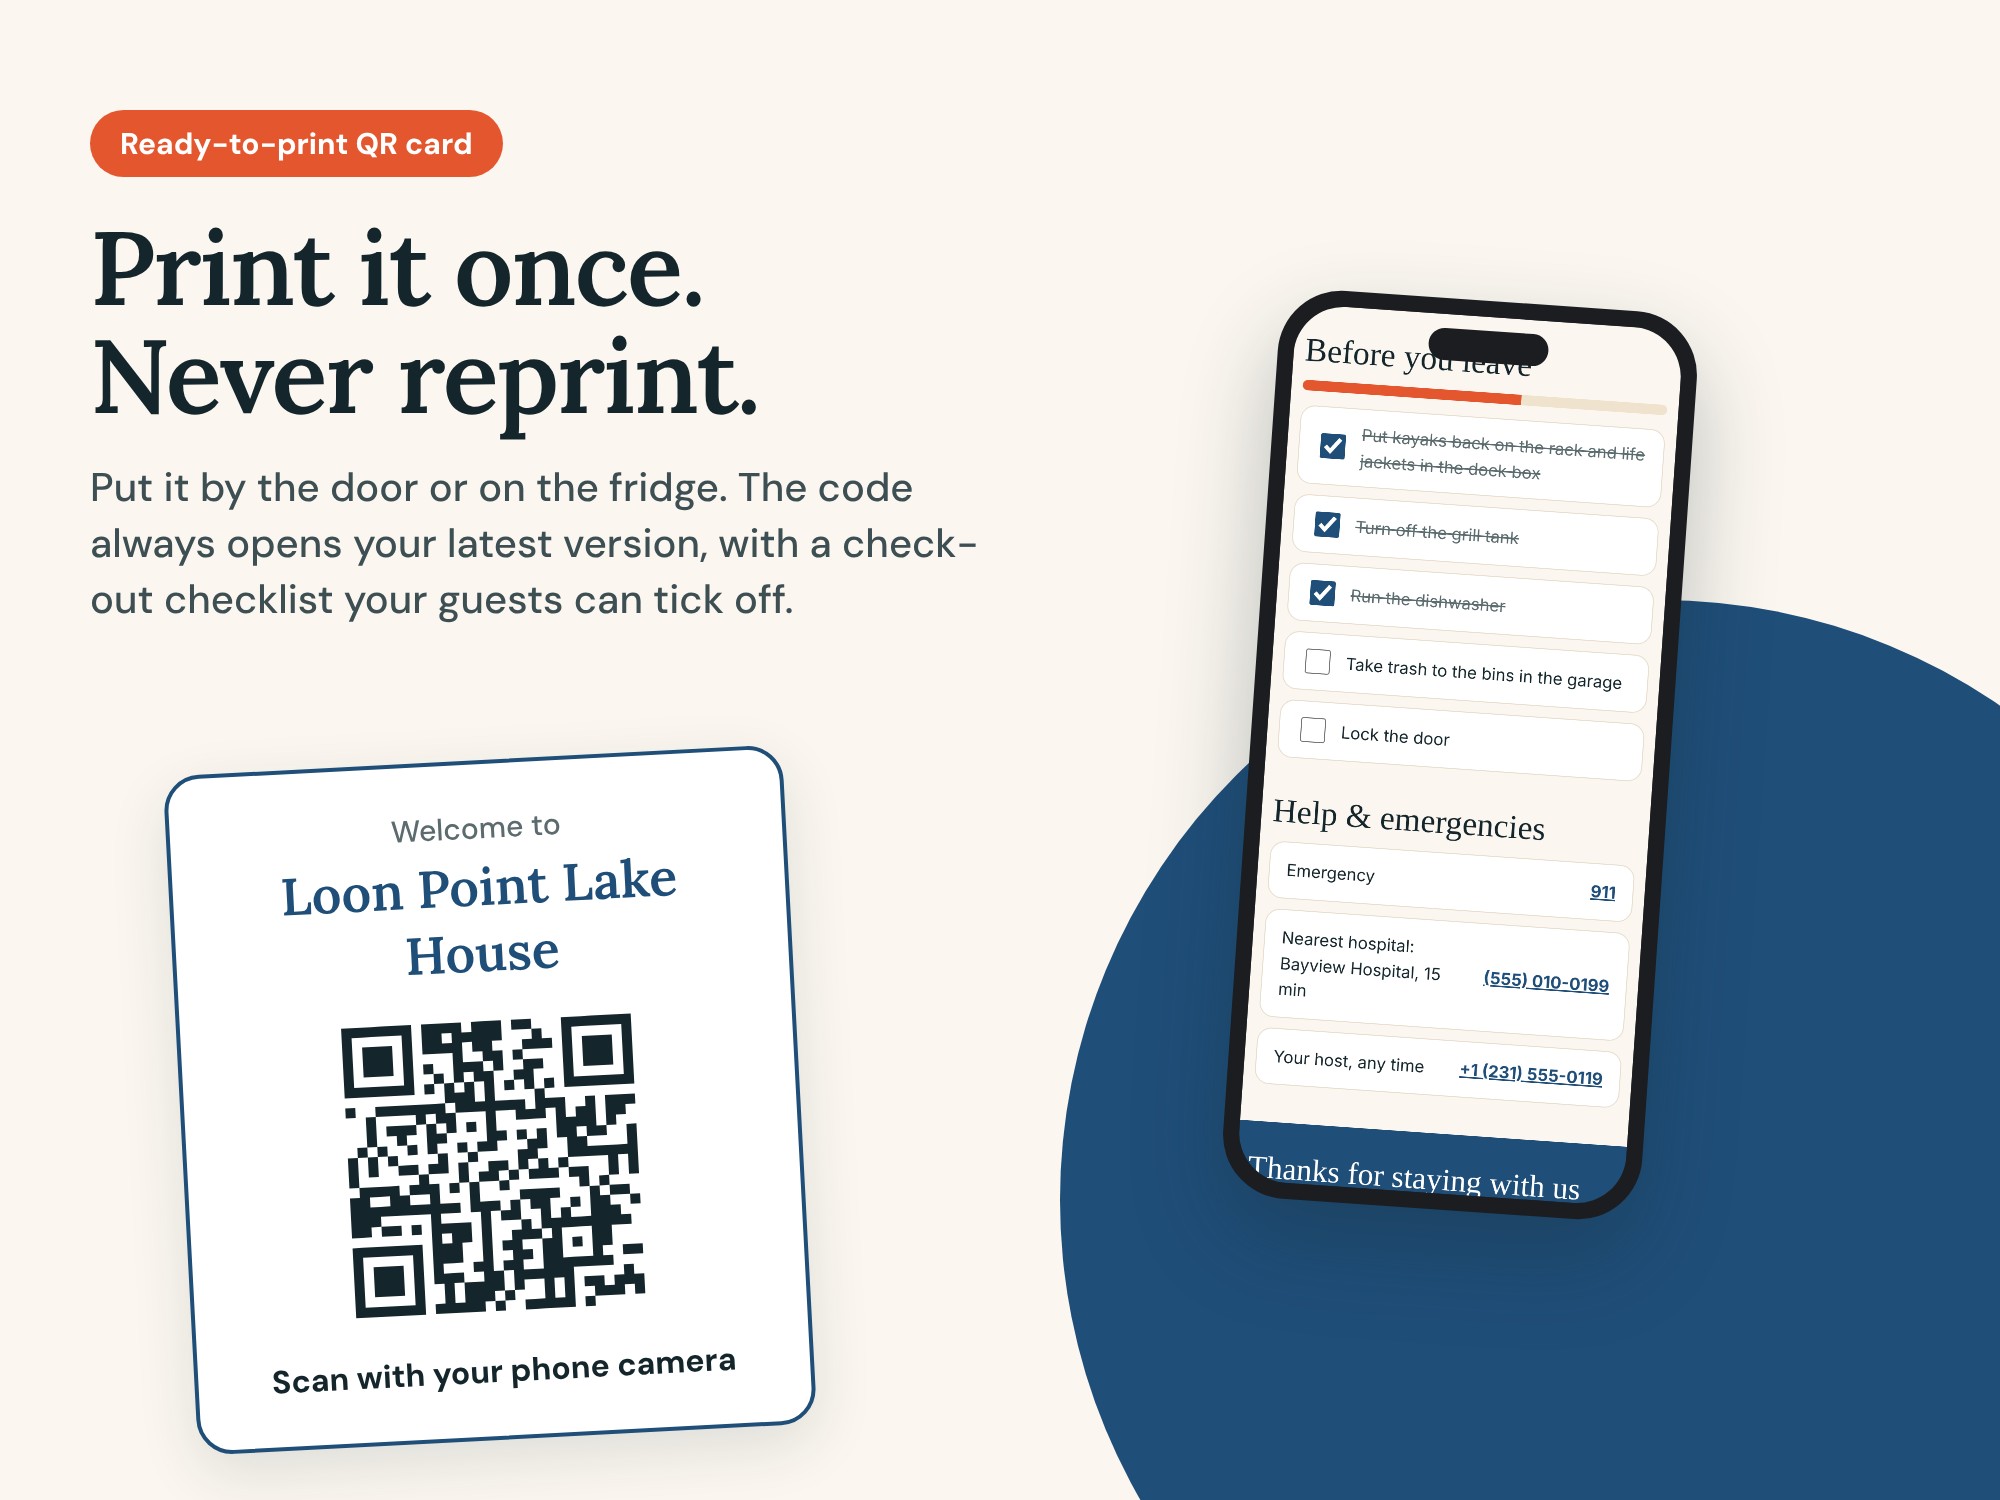 Ready-to-print QR card
Print it once.
Never reprint.
Put it by the door or on the fridge. The code
always opens your latest version, with a check-
out checklist your guests can tick off.
Welcome to
Loon Point Lake
House
Scan with your phone camera
Before you leave
Put kayaks back on the rack and life
jackets in the dock box
Turn off the grill tank
Run the dishwasher
Take trash to the bins in the garage
Lock the door
Help & emergencies
Emergency
911
Nearest hospital:
Bayview Hospital, 15
min
(555) 010-0199
Your host, any time
+1 (231) 555-0119
Thanks for staying with us